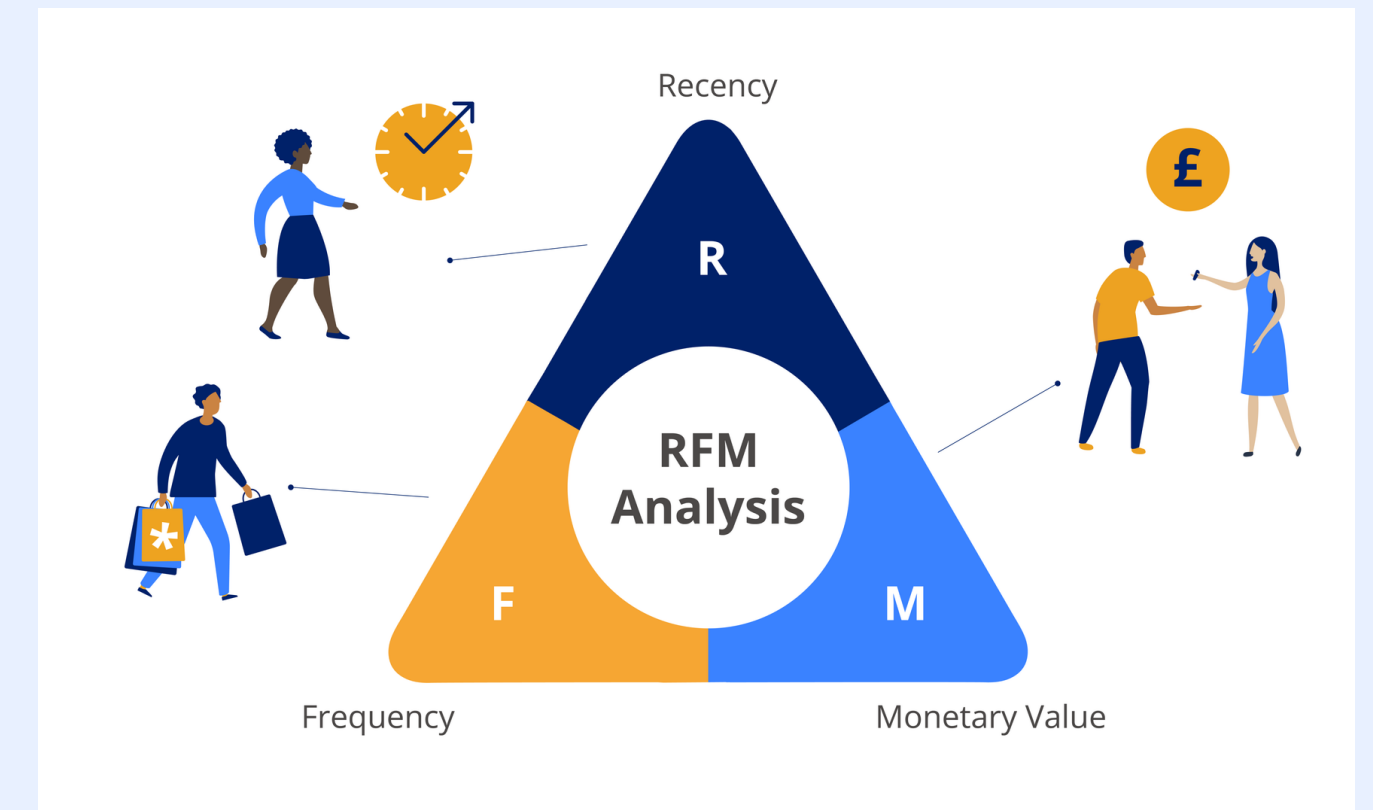 Recency
£
R
RFM
Analysis
*
F
M
Frequency
Monetary Value